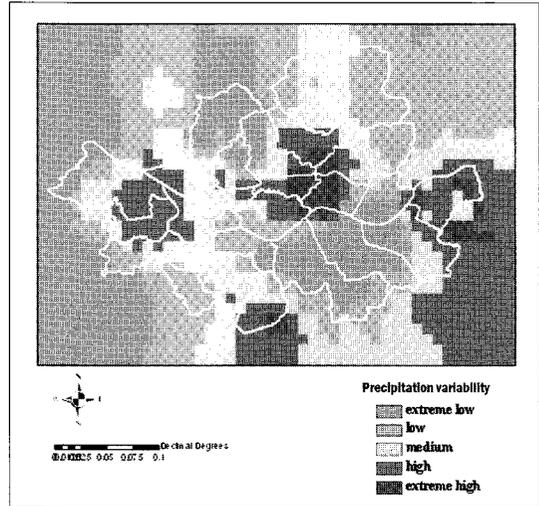 Precipitation variability
extreme low
low
medium
high
extreme high
Decimal Degrees
0.05 0.075 0.1